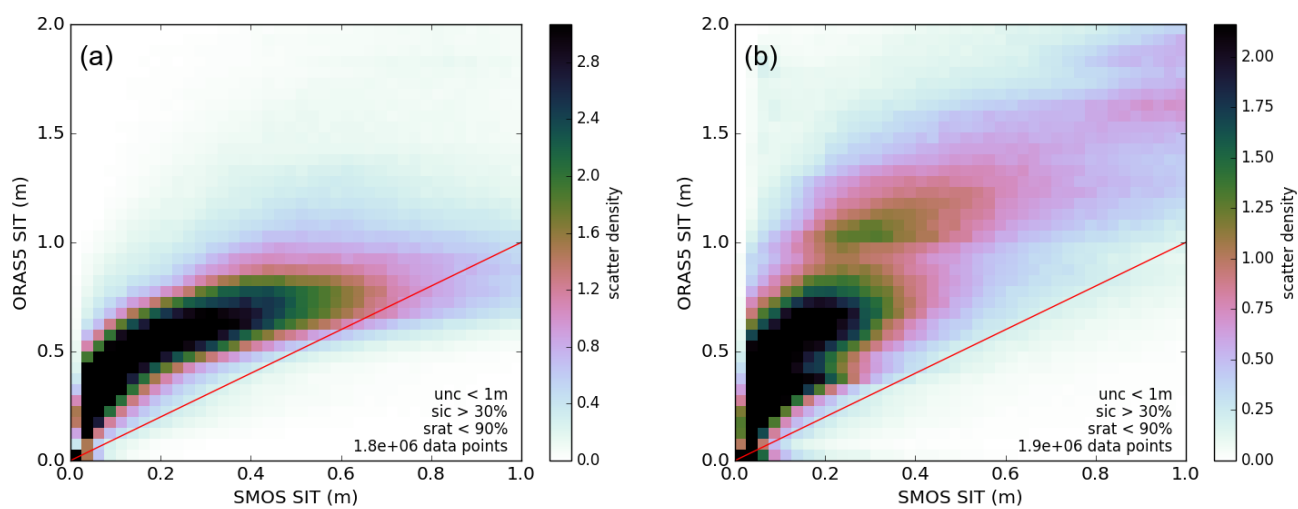 (a)
2.0
1.5
1.0
0.5
0.0
ORAS5 SIT (m)
unc < 1m
sic > 30%
srat < 90%
1.8e+06 data points
0.0 0.2 0.4 0.6 0.8 1.0
SMOS SIT (m)
2.8
2.4
2.0
1.6
1.2
0.8
0.4
0.0
scatter density
(b)
2.0
1.5
1.0
0.5
0.0
ORAS5 SIT (m)
unc < 1m
sic > 30%
srat < 90%
1.9e+06 data points
0.0 0.2 0.4 0.6 0.8 1.0
SMOS SIT (m)
2.00
1.75
1.50
1.25
1.00
0.75
0.50
0.25
0.00
scatter density